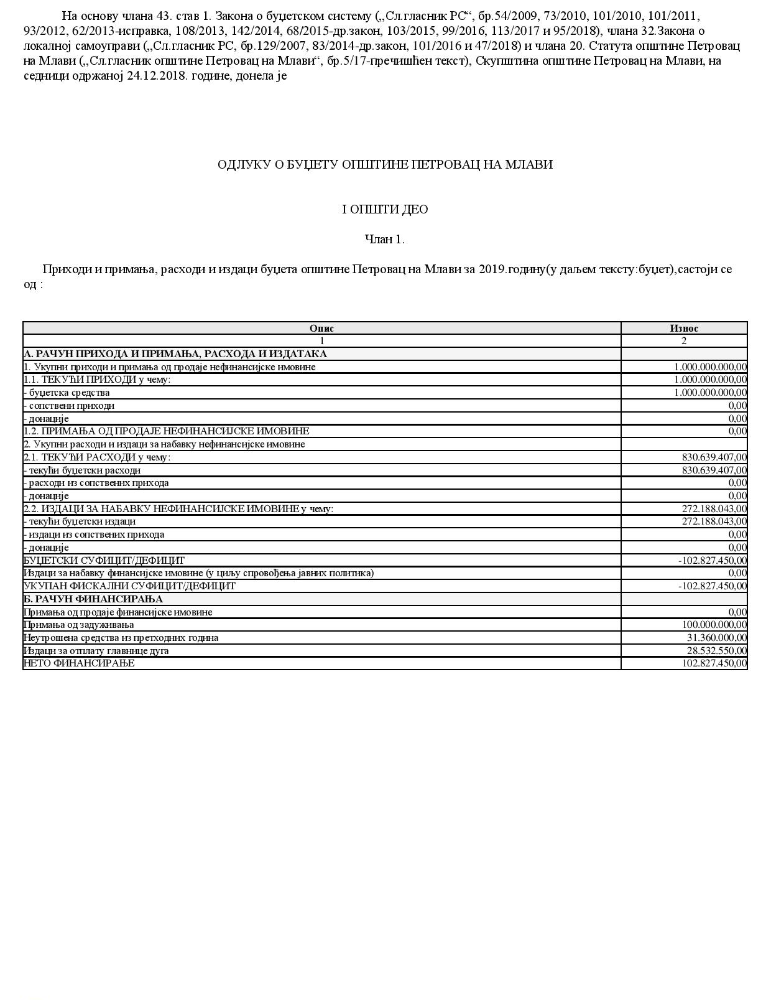 На основу члана 43. став 1. Закона о буџетском систему („Сл.гласник РС“, бр.54/2009, 73/2010, 101/2010, 101/2011,
93/2012, 62/2013-исправка, 108/2013, 142/2014, 68/2015-др.закон, 103/2015, 99/2016, 113/2017 и 95/2018), члана 32.Закона о
локалној самоуправи („Сл.гласник РС, бр.129/2007, 83/2014-др.закон, 101/2016 и 47/2018) и члана 20. Статута општине Петровац
на Млави („Сл.гласник општине Петровац на Млави“, бр.5/17-пречишћен текст), Скупштина општине Петровац на Млави, на
седници одржаној 24.12.2018. године, донела је
ОДЛУКУ О БУЏЕТУ ОПШТИНЕ ПЕТРОВАЦ НА МЛАВИ
I ОПШТИ ДЕО
Члан 1.
Приходи и примања, расходи и издаци буџета општине Петровац на Млави за 2019.годину(у даљем тексту:буџет),састоји се
од :
Опис Износ
1 2
А. РАЧУН ПРИХОДА И ПРИМАЊА, РАСХОДА И ИЗДАТАКА
1. Укупни приходи и примања од продаје нефинансијске имовине 1.000.000.000,00
1.1. ТЕКУЋИ ПРИХОДИ у чему: 1.000.000.000,00
- буџетска средства 1.000.000.000,00
- сопствени приходи 0,00
- донације 0,00
1.2. ПРИМАЊА ОД ПРОДАЈЕ НЕФИНАНСИЈСКЕ ИМОВИНЕ 0,00
2. Укупни расходи и издаци за набавку нефинансијске имовине
2.1. ТЕКУЋИ РАСХОДИ у чему: 830.639.407,00
- текући буџетски расходи 830.639.407,00
- расходи из сопствених прихода 0,00
- донације 0,00
2.2. ИЗДАЦИ ЗА НАБАВКУ НЕФИНАНСИЈСКЕ ИМОВИНЕ у чему: 272.188.043,00
- текући буџетски издаци 272.188.043,00
- издаци из сопствених прихода 0,00
- донације 0,00
БУЏЕТСКИ СУФИЦИТ/ДЕФИЦИТ -102.827.450,00
Издаци за набавку финансијске имовине (у циљу спровођења јавних политика) 0,00
УКУПАН ФИСКАЛНИ СУФИЦИТ/ДЕФИЦИТ -102.827.450,00
Б. РАЧУН ФИНАНСИРАЊА
Примања од продаје финансијске имовине 0,00
Примања од задуживања 100.000.000,00
Неутрошена средства из претходних година 31.360.000,00
Издаци за отплату главнице дуга 28.532.550,00
НЕТО ФИНАНСИРАЊЕ 102.827.450,00